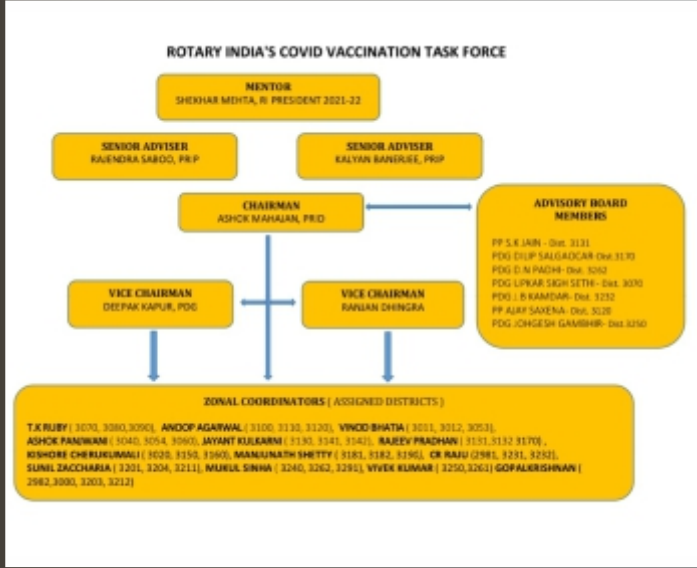 ROTARY INDIA'S COVID VACCINATION TASK FORCE
MENTOR
SHEKHAR MEHTA, RI PRESIDENT 2021-22
SENIOR ADVISER
RAJENDRA SABOO, PRIP
SENIOR ADVISER
KALYAN BANERJEE, PRIP
CHAIRMAN
ASHOK MAHAJAN, PRID
ADVISORY BOARD
MEMBERS
PP S.K JAIN - Dist. 3131
PDG DILIP SALGAOCAR- Dist.3170
PDG D.N PADHI- Dist. 3262
PDG UPKAR SIGH SETHI - Dist. 3070
PDG J.B KAMDAR- Dist. 3232
PP AJAY SAXENA- Dist. 3120
PDG JOHGESH GAMBHIR- Dist.3250
VICE CHAIRMAN
DEEPAK KAPUR, PDG
VICE CHAIRMAN
RANJAN DHINGRA
ZONAL COORDINATORS ( ASSIGNED DISTRICTS )
T.K RUBY ( 3070, 3080,3090), ANOOP AGARWAL ( 3100, 3110, 3120), VINOD BHATIA ( 3011, 3012, 3053),
ASHOK PANJWANI ( 3040, 3054, 3060), JAYANT KULKARNI ( 3130, 3141, 3142), RAJEEV PRADHAN ( 3131,3132 3170) ,
KISHORE CHERUKUMALI ( 3020, 3150, 3160), MANJUNATH SHETTY ( 3181, 3182, 3190), CR RAJU (2981, 3231, 3232),
SUNIL ZACCHARIA ( 3201, 3204, 3211), MUKUL SINHA ( 3240, 3262, 3291), VIVEK KUMAR ( 3250,3261) GOPALKRISHNAN (
2982,3000, 3203, 3212)